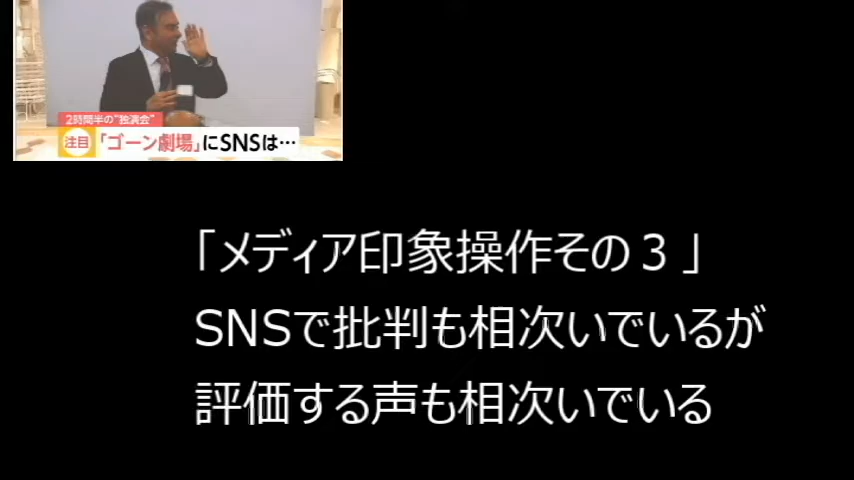 2時間半の"独演会"
注目 「ゴーン劇場」にSNSは…
「メディア印象操作その３」
SNSで批判も相次いでいるが
評価する声も相次いでいる